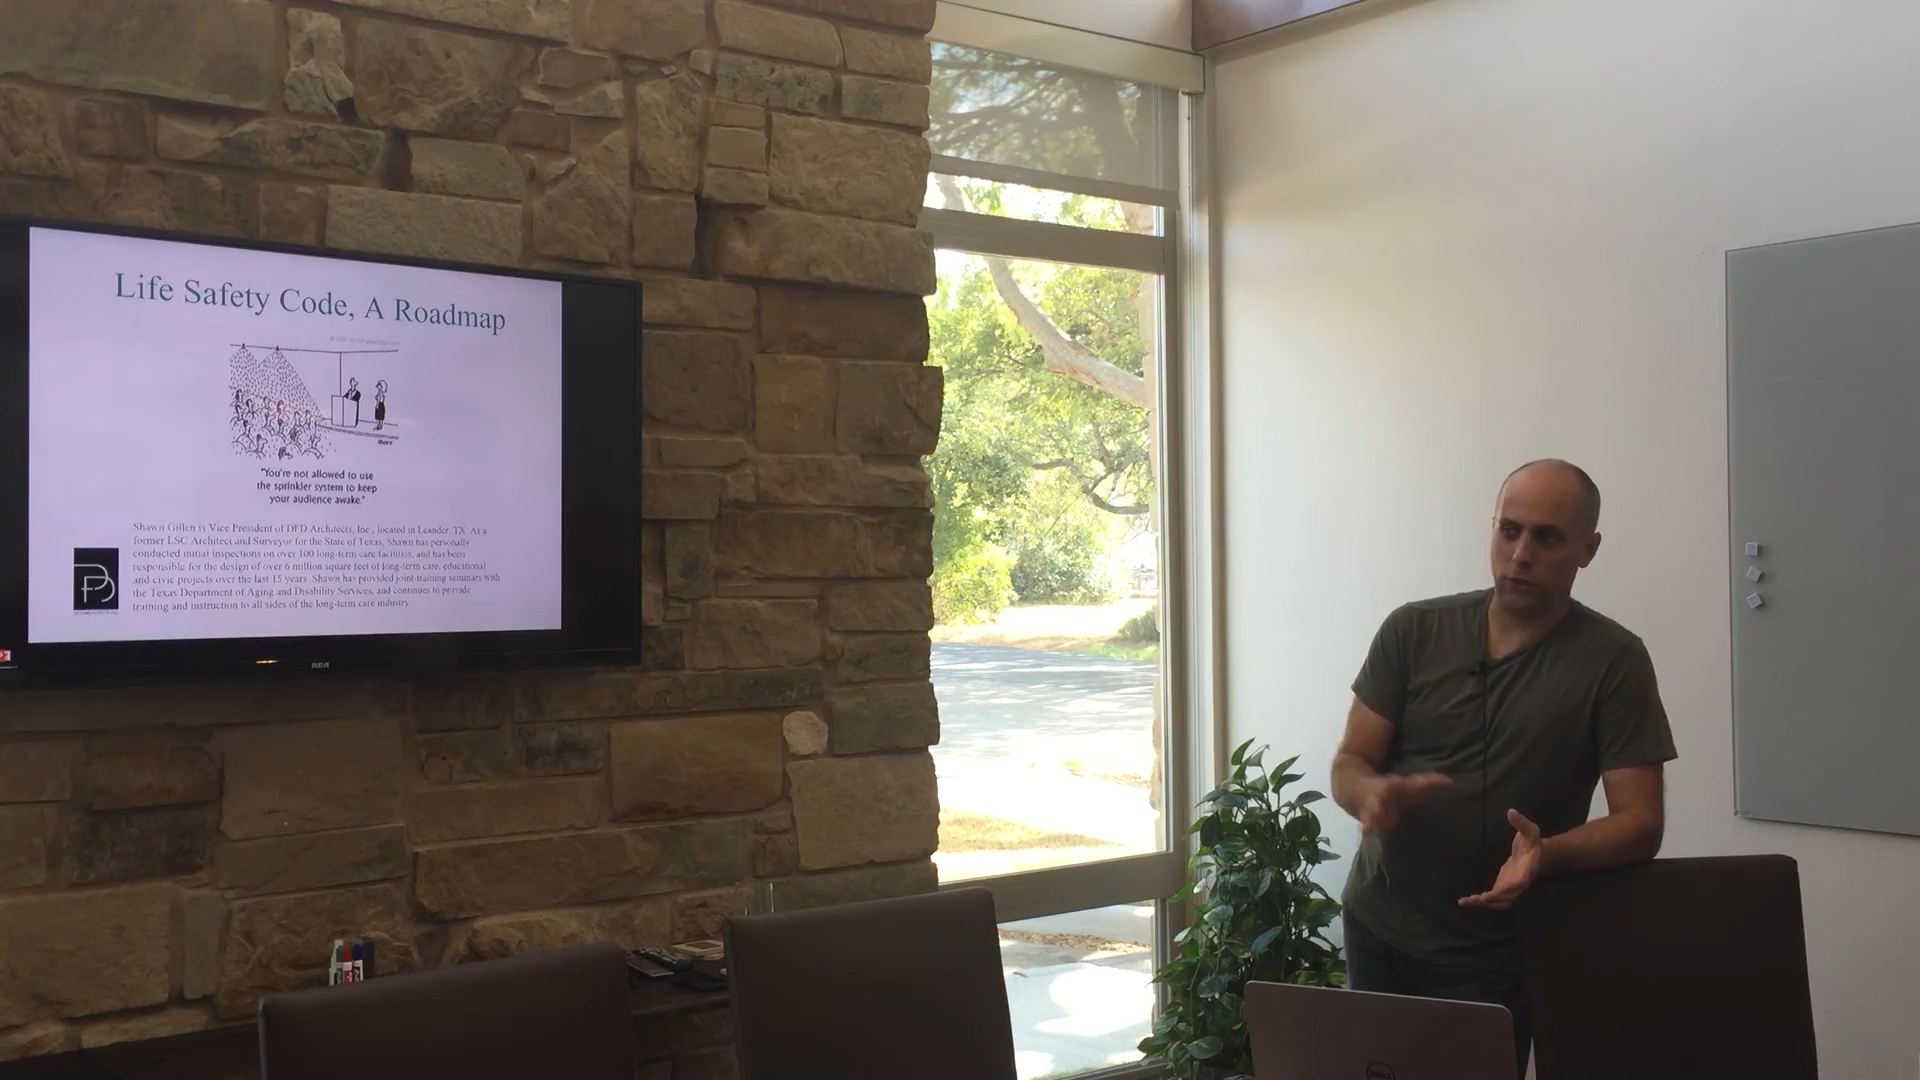 Life Safety Code, A Roadmap
"You're not allowed to use
the sprinkler system to keep
your audience awake."
Shawn Gillen is Vice President of DFD Architects, Inc., located in Leander, TX. As a
former LSC Architect and Surveyor for the State of Texas, Shawn has personally
conducted initial inspections on over 100 long-term care facilities, and has been
responsible for the design of over 6 million square feet of long-term care, educational
and civic projects over the last 15 years. Shawn has provided joint-training seminars with
the Texas Department of Aging and Disability Services, and continues to provide
training and instruction to all sides of the long-term care industry.
RCA
DELL